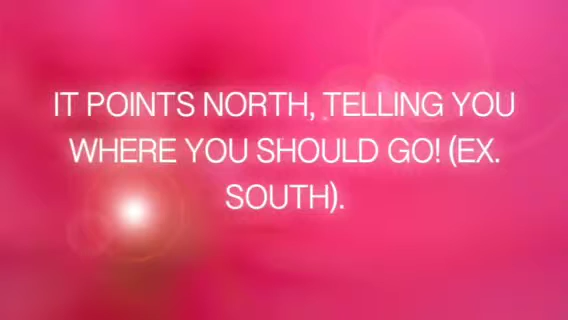 IT POINTS NORTH, TELLING YOU
WHERE YOU SHOULD GO! (EX.
SOUTH).